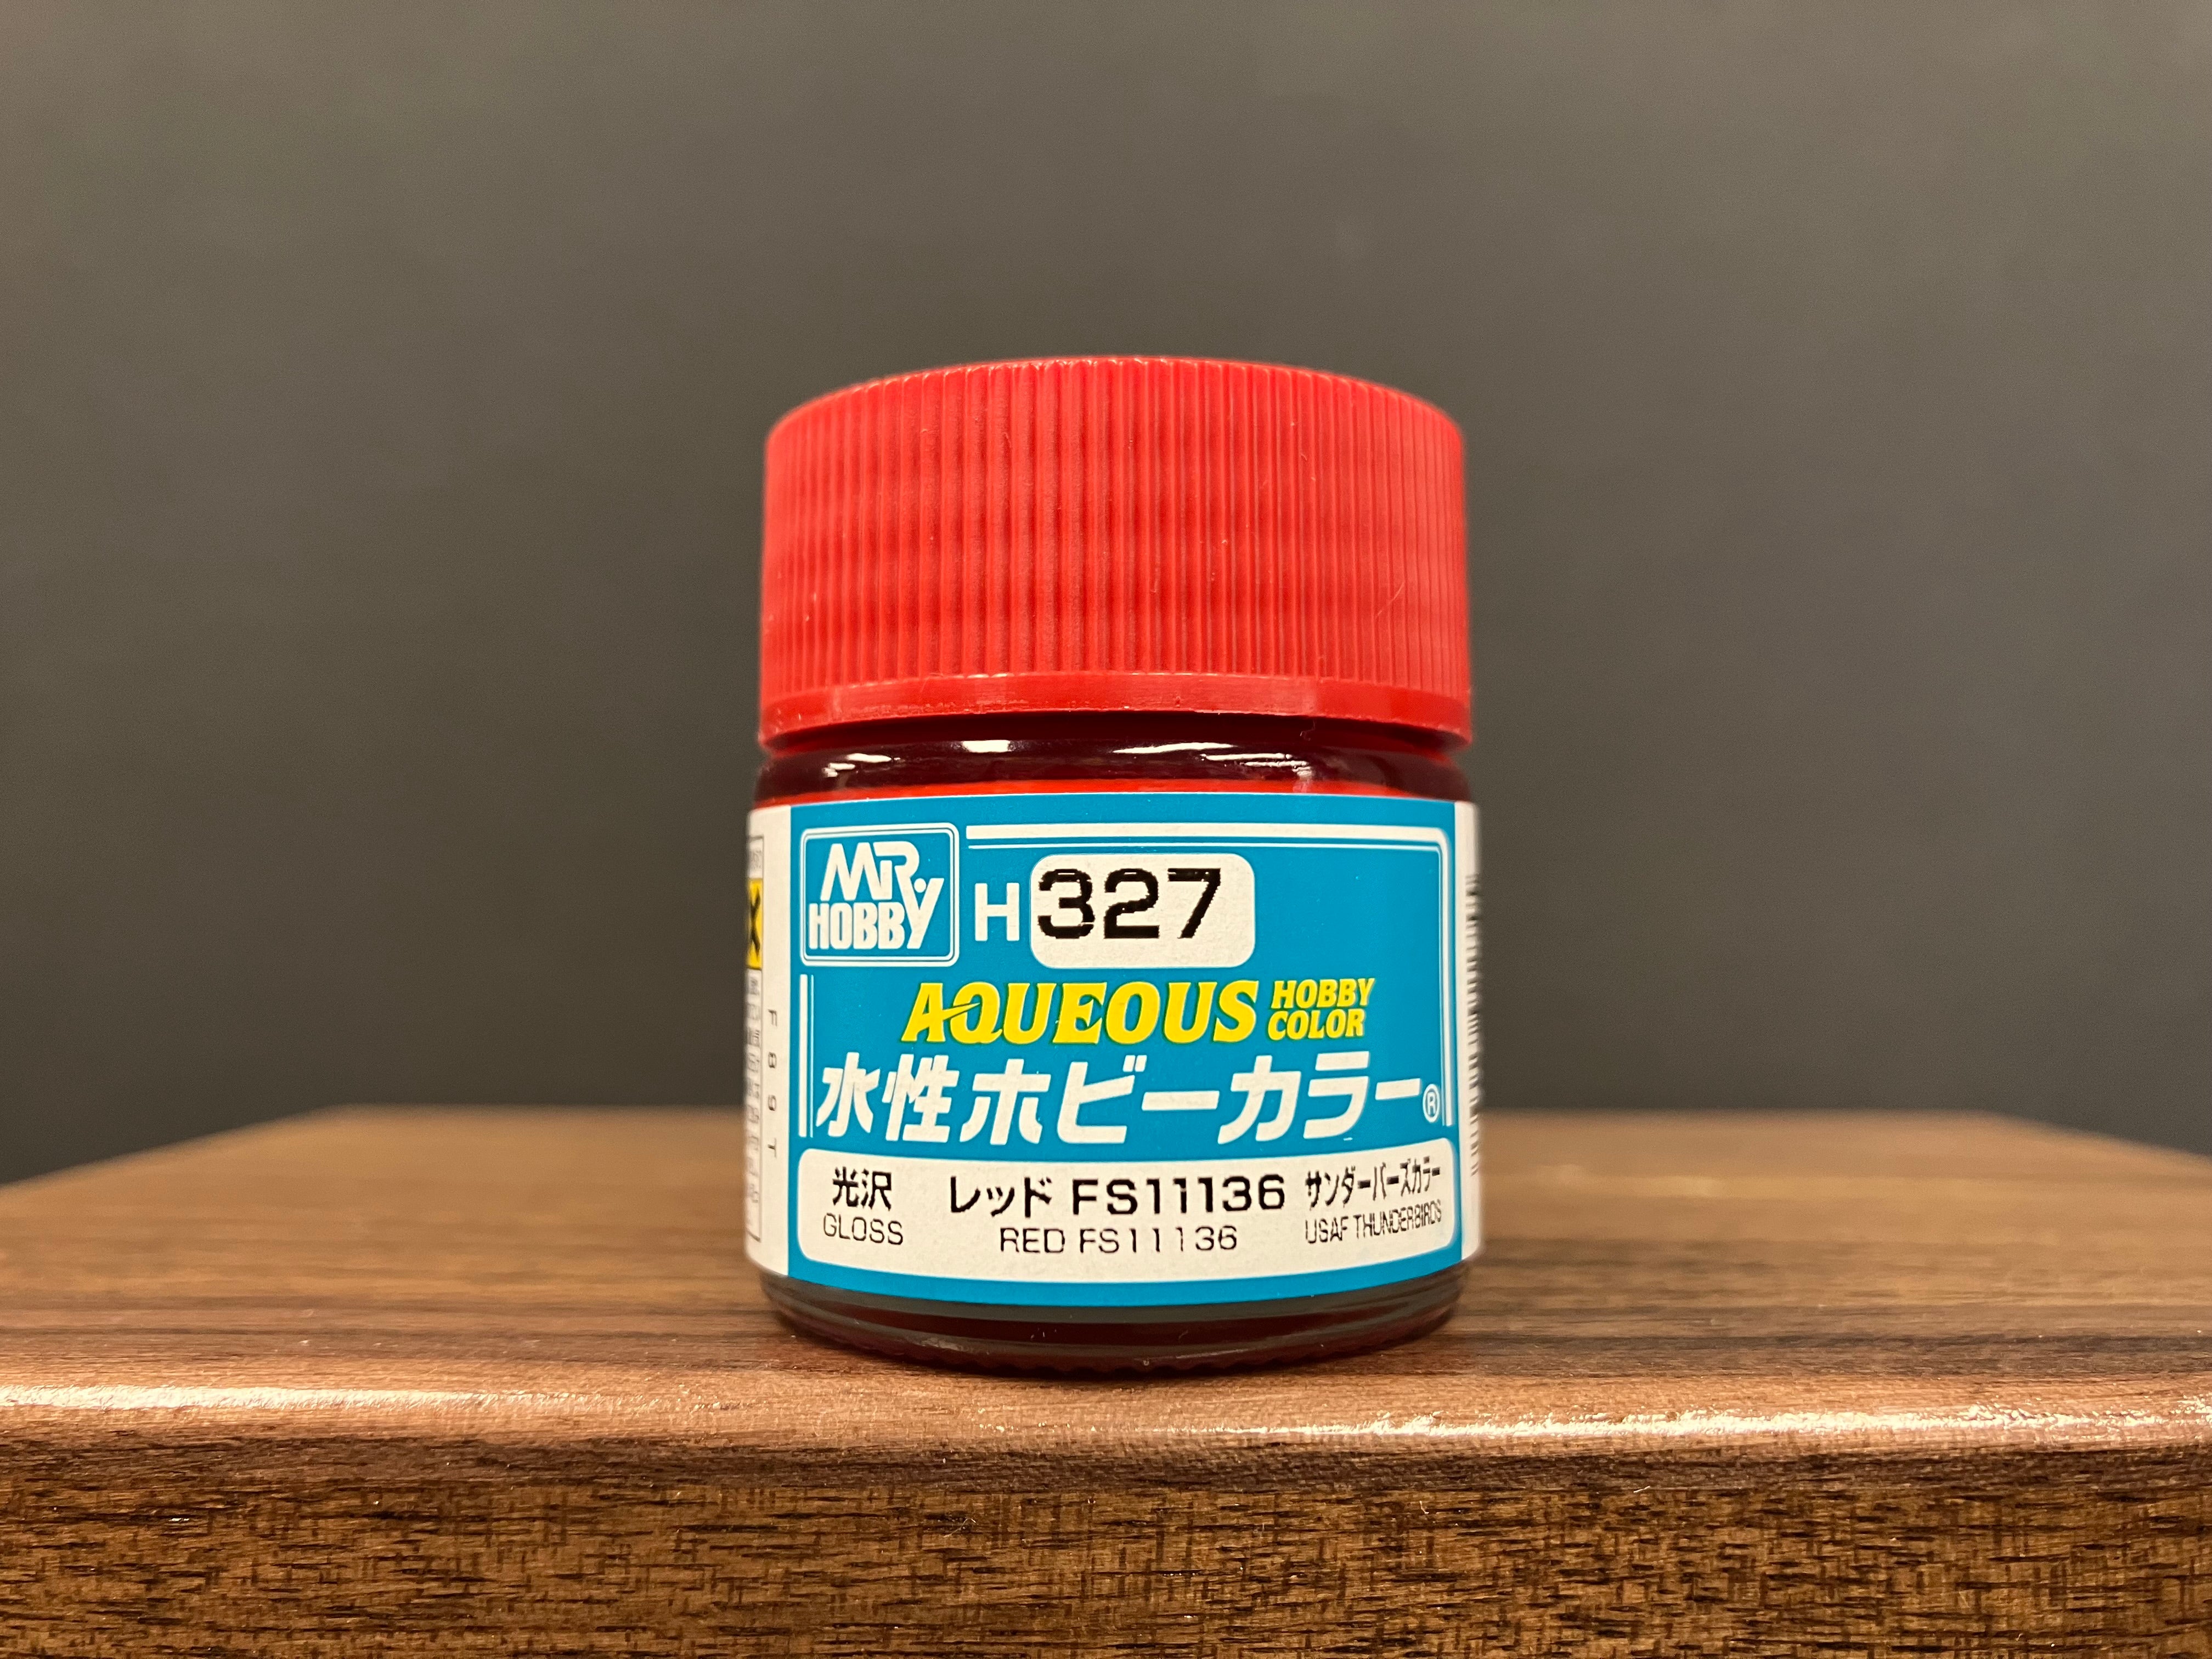 MR. HOBBY
H 327
AQUEOUS HOBBY COLOR
水性ホビーカラー®
光沢 レッド FS11136 サンダーバーズカラー
GLOSS RED FS11136 USAF THUNDERBIRDS